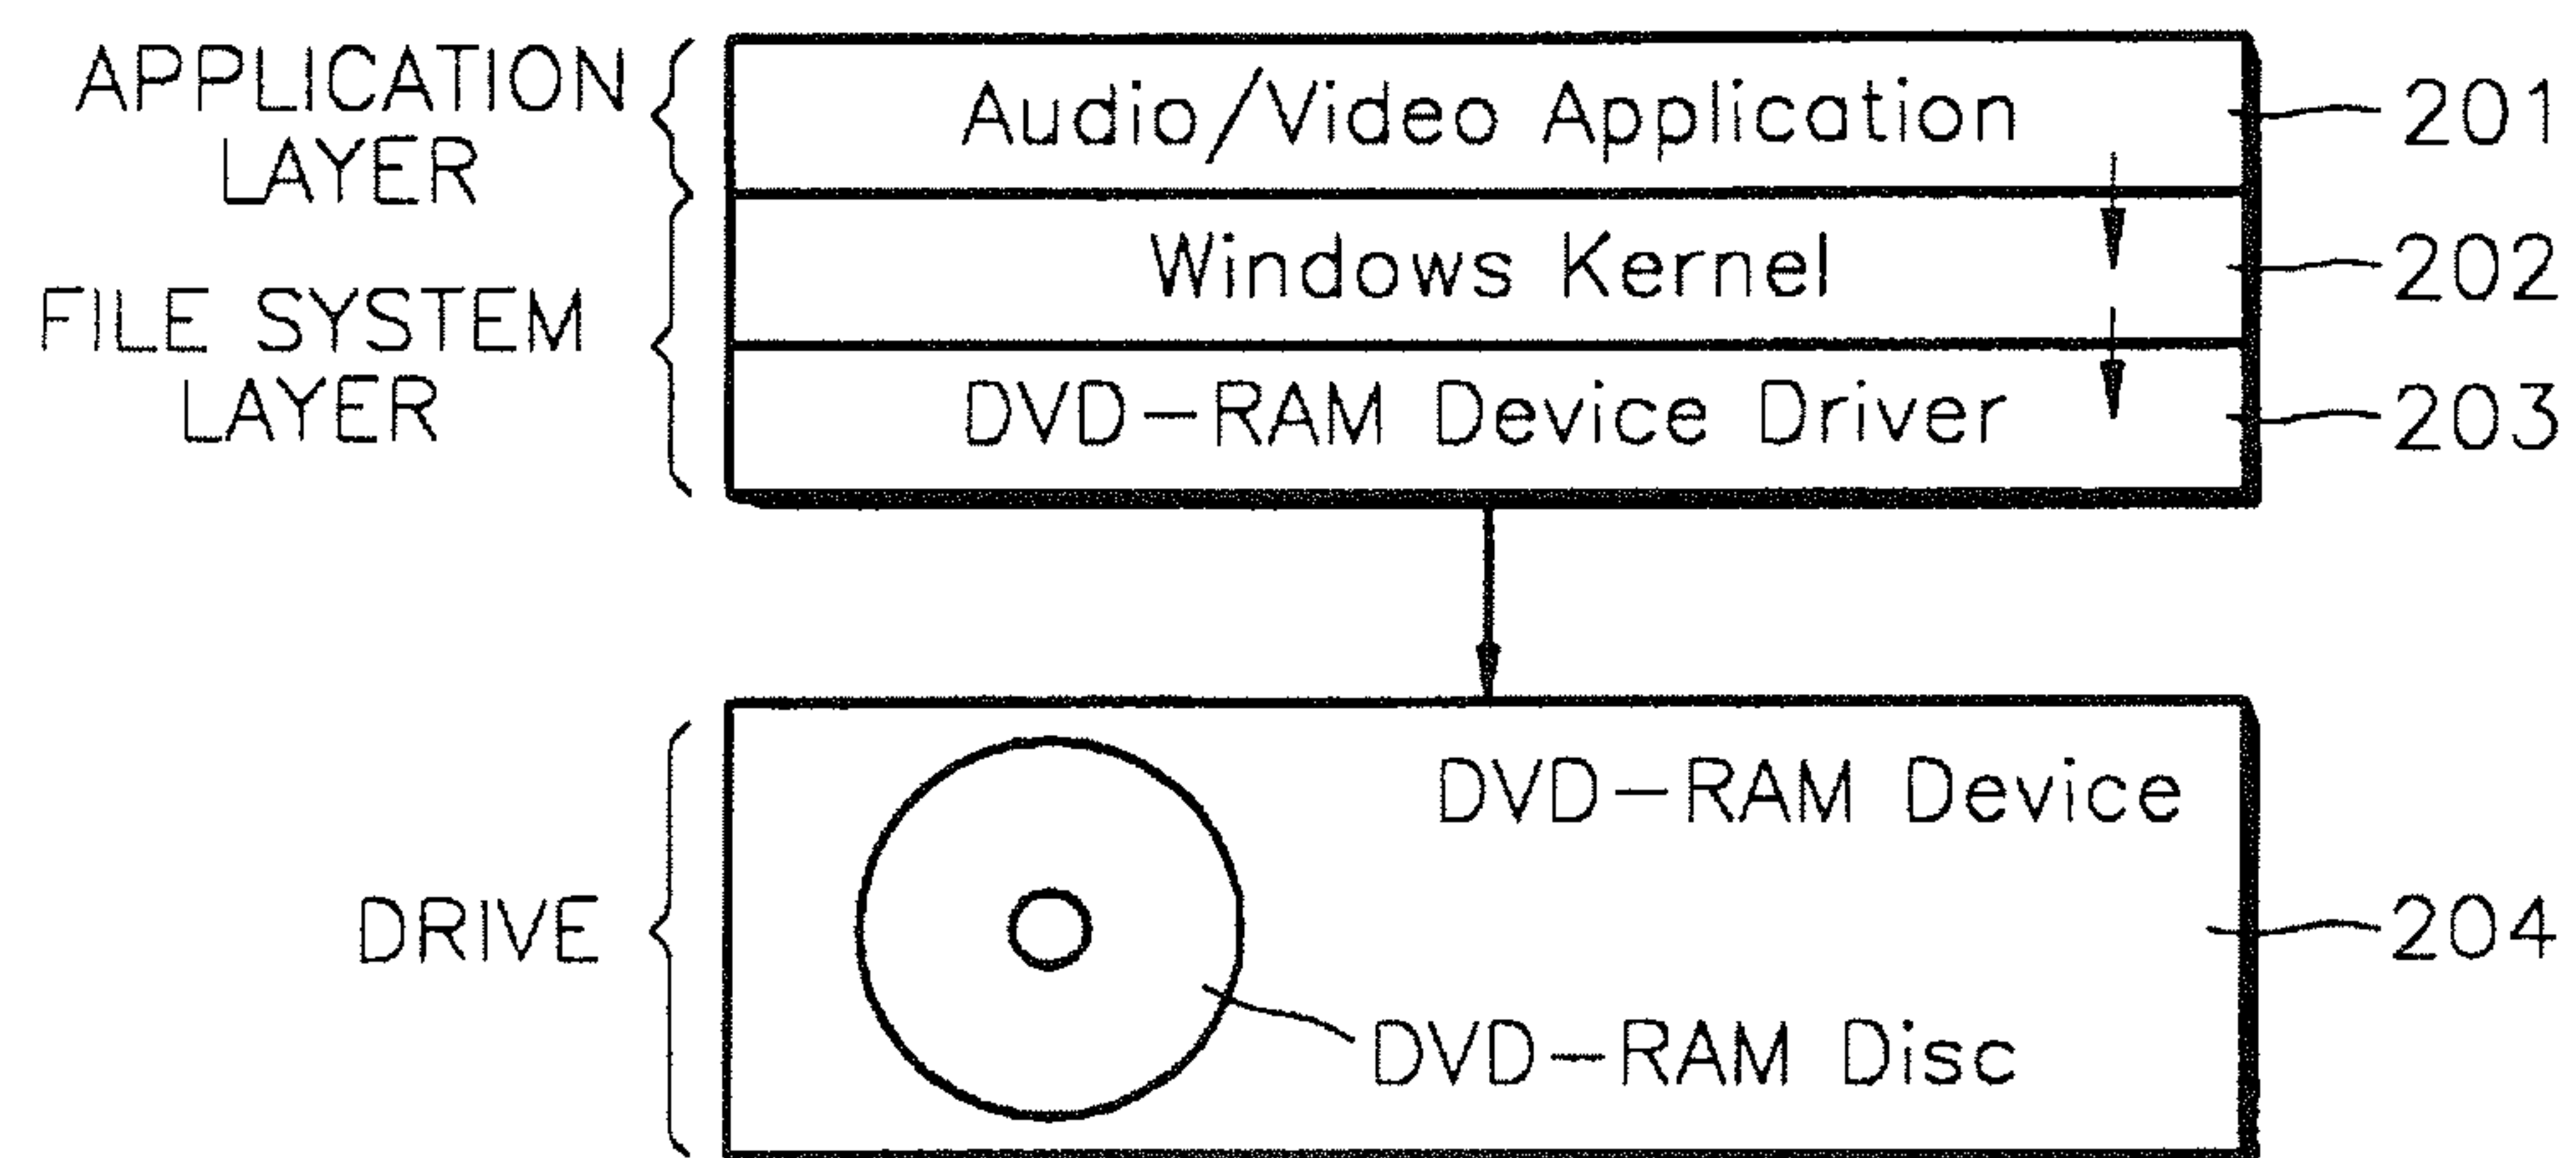 APPLICATION
LAYER
Audio/Video Application
201
Windows Kernel
202
FILE SYSTEM
LAYER
DVD-RAM Device Driver
203
DRIVE
DVD-RAM Device
204
DVD-RAM Disc